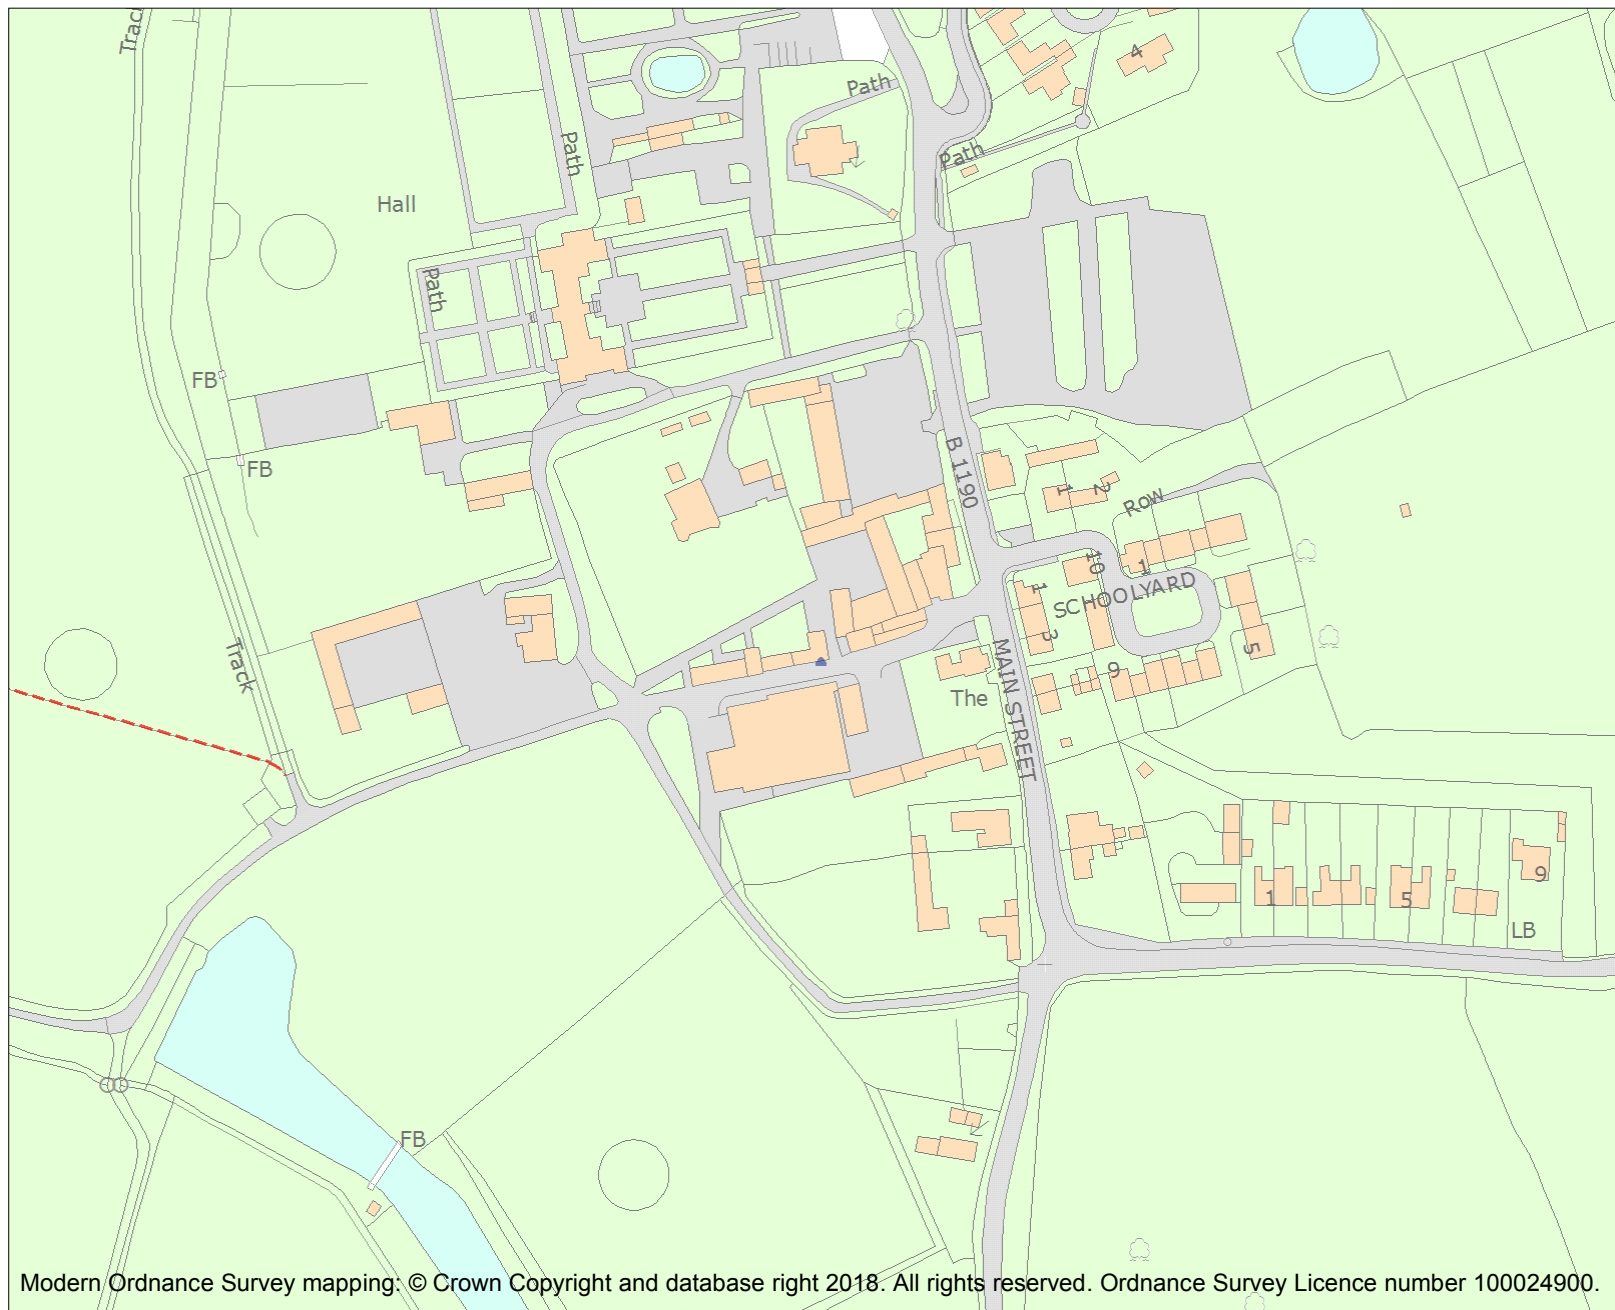 Track
4
Path
Path
Path
Hall
Path
FB
FB
B 1190
1
2
Row
10
1
1
SCHOOLYARD
3
5
9
Track
The
MAIN STREET
1
5
9
LB
FB
Modern Ordnance Survey mapping: © Crown Copyright and database right 2018. All rights reserved. Ordnance Survey Licence number 100024900.